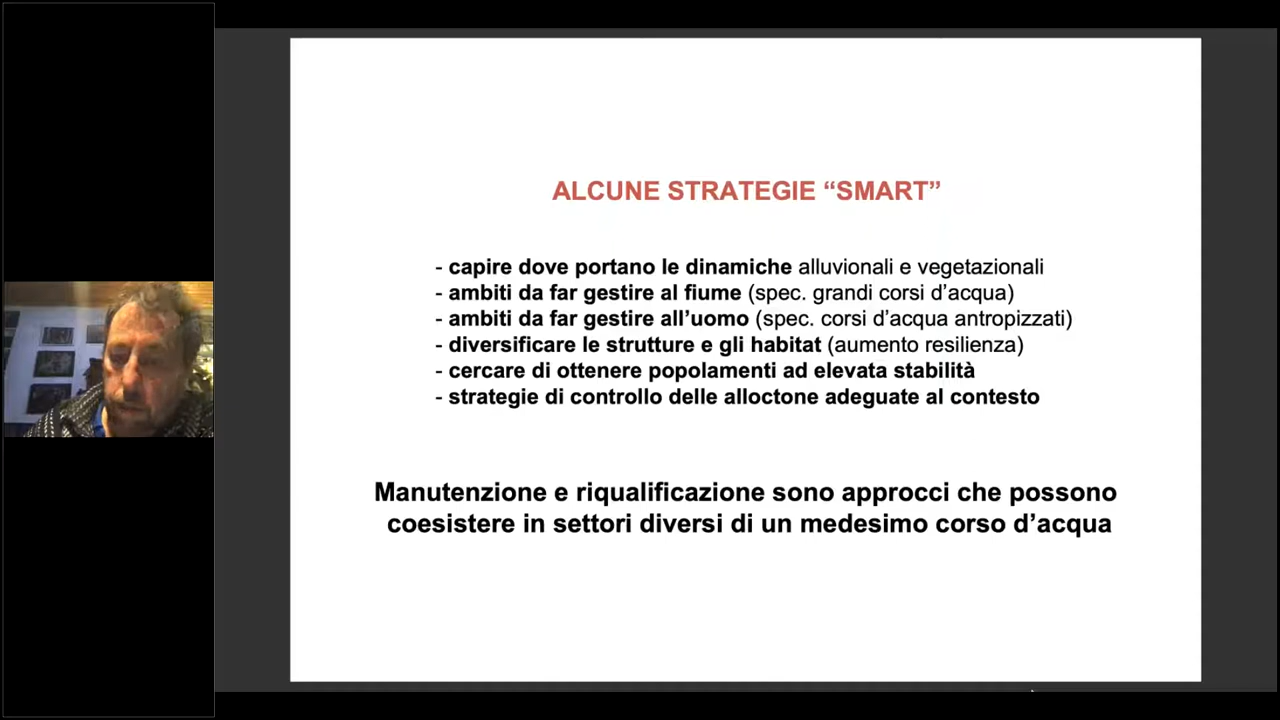 ALCUNE STRATEGIE “SMART”
- capire dove portano le dinamiche alluvionali e vegetazionali
- ambiti da far gestire al fiume (spec. grandi corsi d’acqua)
- ambiti da far gestire all’uomo (spec. corsi d’acqua antropizzati)
- diversificare le strutture e gli habitat (aumento resilienza)
- cercare di ottenere popolamenti ad elevata stabilità
- strategie di controllo delle alloctone adeguate al contesto
Manutenzione e riqualificazione sono approcci che possono
coesistere in settori diversi di un medesimo corso d’acqua